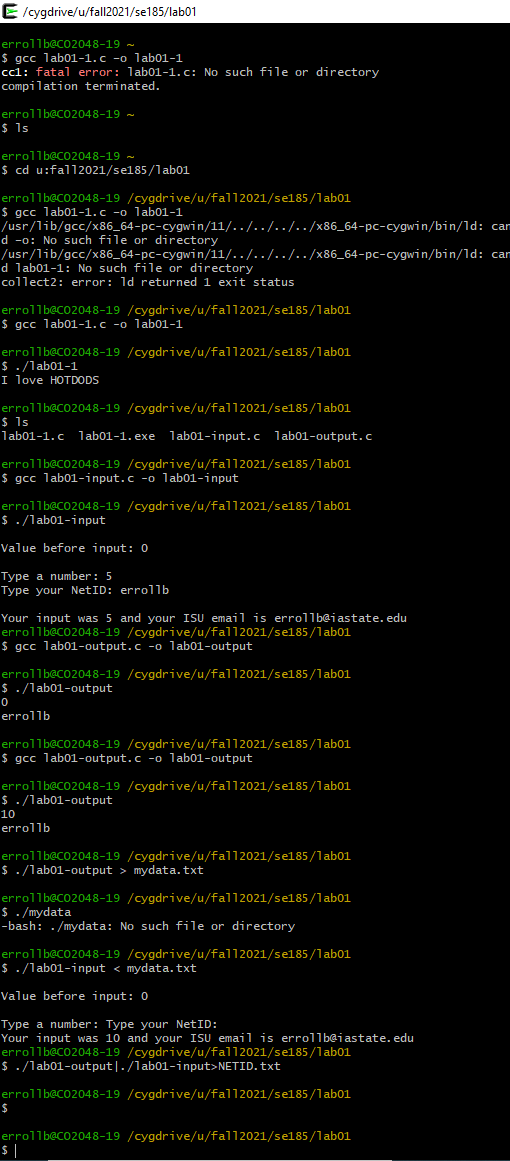 /cygdrive/u/fall2021/se185/lab01
errollb@CO2048-19 ~
$ gcc lab01-1.c -o lab01-1
cc1: fatal error: lab01-1.c: No such file or directory
compilation terminated.
errollb@CO2048-19 ~
$ ls
errollb@CO2048-19 ~
$ cd u:fall2021/se185/lab01
errollb@CO2048-19 /cygdrive/u/fall2021/se185/lab01
$ gcc lab01-1.c -o lab01-1
/usr/lib/gcc/x86_64-pc-cygwin/11/../../../../x86_64-pc-cygwin/bin/ld: can
d -o: No such file or directory
/usr/lib/gcc/x86_64-pc-cygwin/11/../../../../x86_64-pc-cygwin/bin/ld: can
d lab01-1: No such file or directory
collect2: error: ld returned 1 exit status
errollb@CO2048-19 /cygdrive/u/fall2021/se185/lab01
$ gcc lab01-1.c -o lab01-1
errollb@CO2048-19 /cygdrive/u/fall2021/se185/lab01
$ ./lab01-1
I love HOTDODS
errollb@CO2048-19 /cygdrive/u/fall2021/se185/lab01
$ ls
lab01-1.c  lab01-1.exe  lab01-input.c  lab01-output.c
errollb@CO2048-19 /cygdrive/u/fall2021/se185/lab01
$ gcc lab01-input.c -o lab01-input
errollb@CO2048-19 /cygdrive/u/fall2021/se185/lab01
$ ./lab01-input
Value before input: 0
Type a number: 5
Type your NetID: errollb
Your input was 5 and your ISU email is errollb@iastate.edu
errollb@CO2048-19 /cygdrive/u/fall2021/se185/lab01
$ gcc lab01-output.c -o lab01-output
errollb@CO2048-19 /cygdrive/u/fall2021/se185/lab01
$ ./lab01-output
0
errollb
errollb@CO2048-19 /cygdrive/u/fall2021/se185/lab01
$ gcc lab01-output.c -o lab01-output
errollb@CO2048-19 /cygdrive/u/fall2021/se185/lab01
$ ./lab01-output
10
errollb
errollb@CO2048-19 /cygdrive/u/fall2021/se185/lab01
$ ./lab01-output > mydata.txt
errollb@CO2048-19 /cygdrive/u/fall2021/se185/lab01
$ ./mydata
-bash: ./mydata: No such file or directory
errollb@CO2048-19 /cygdrive/u/fall2021/se185/lab01
$ ./lab01-input < mydata.txt
Value before input: 0
Type a number: Type your NetID:
Your input was 10 and your ISU email is errollb@iastate.edu
errollb@CO2048-19 /cygdrive/u/fall2021/se185/lab01
$ ./lab01-output|./lab01-input>NETID.txt
errollb@CO2048-19 /cygdrive/u/fall2021/se185/lab01
$
errollb@CO2048-19 /cygdrive/u/fall2021/se185/lab01
$